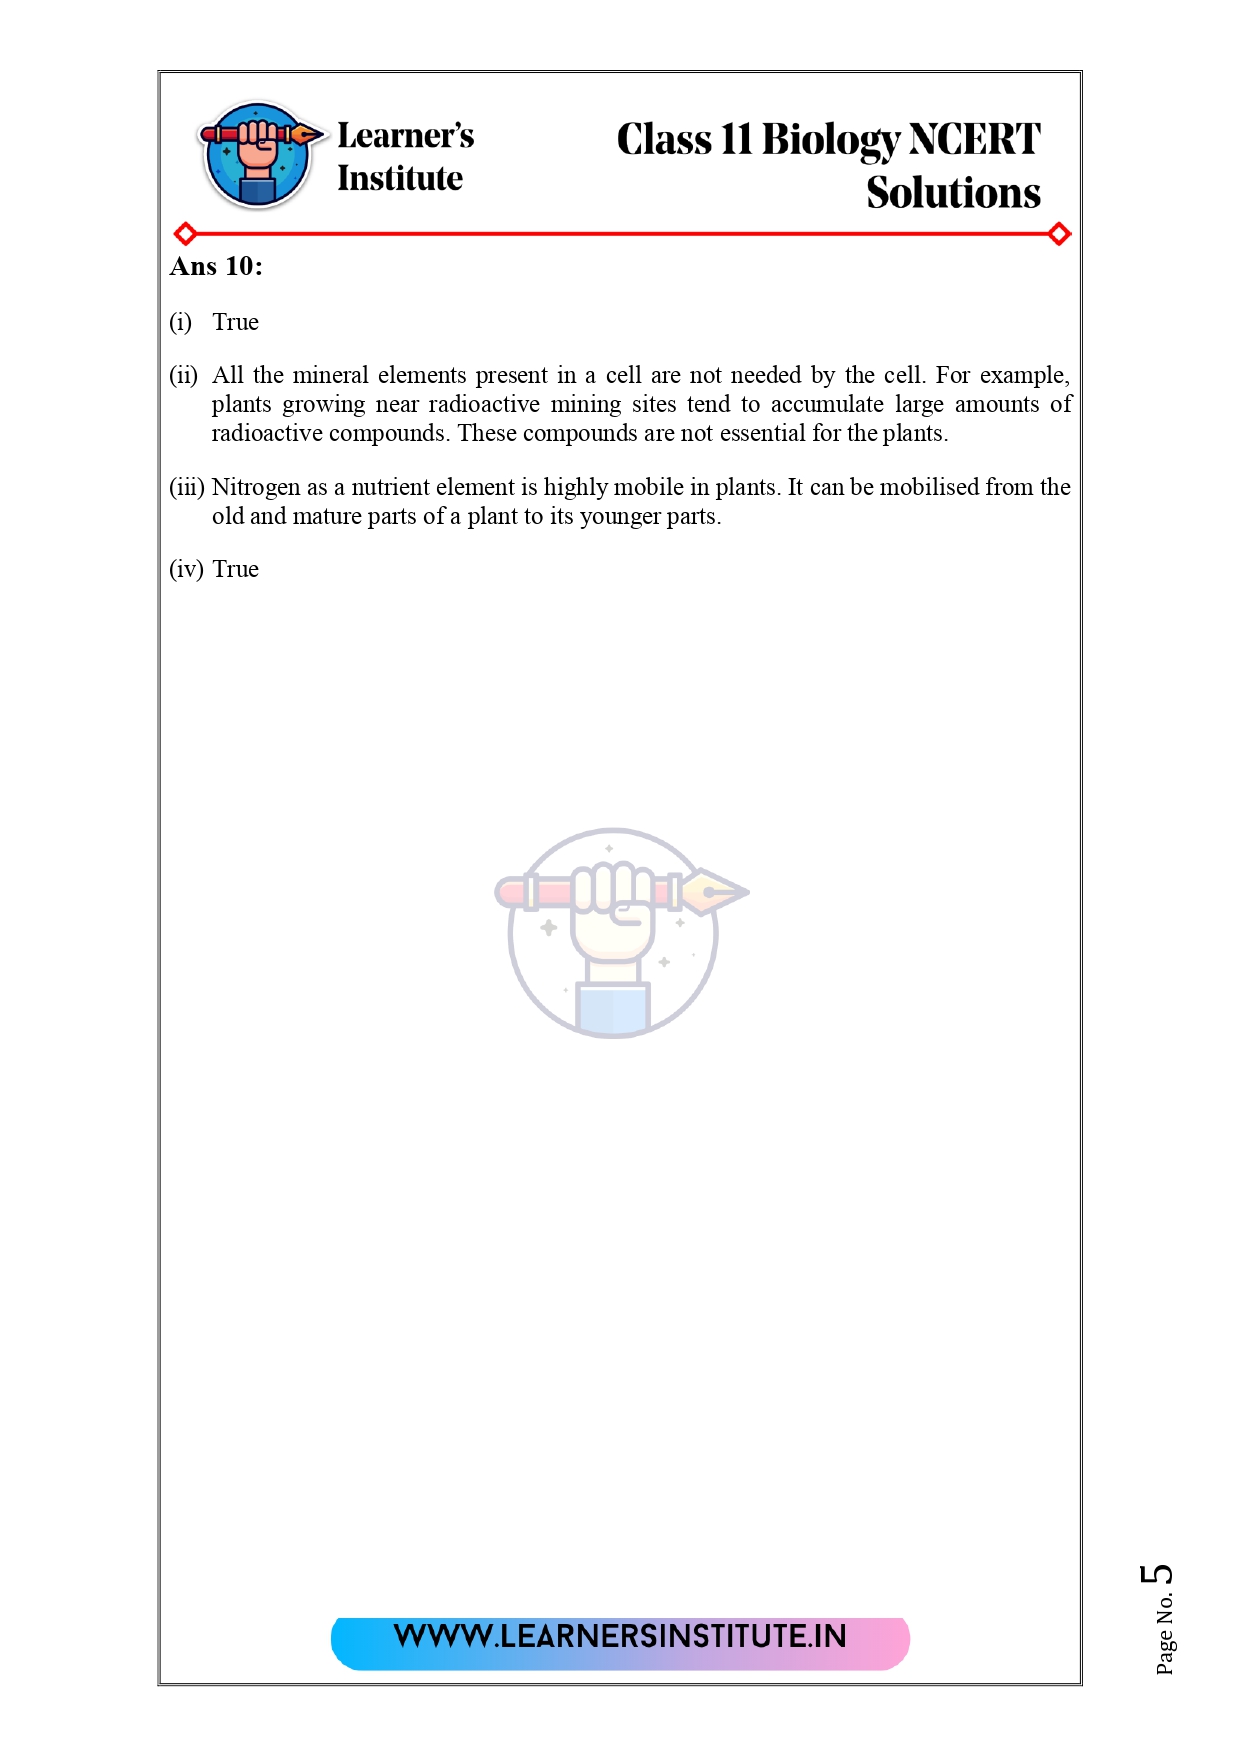 Learner's
Institute
Class 11 Biology NCERT
Solutions
Ans 10:
(i) True
(ii) All the mineral elements present in a cell are not needed by the cell. For example,
plants growing near radioactive mining sites tend to accumulate large amounts of
radioactive compounds. These compounds are not essential for the plants.
(iii) Nitrogen as a nutrient element is highly mobile in plants. It can be mobilised from the
old and mature parts of a plant to its younger parts.
(iv) True
WWW.LEARNERSINSTITUTE.IN
Page No. 5